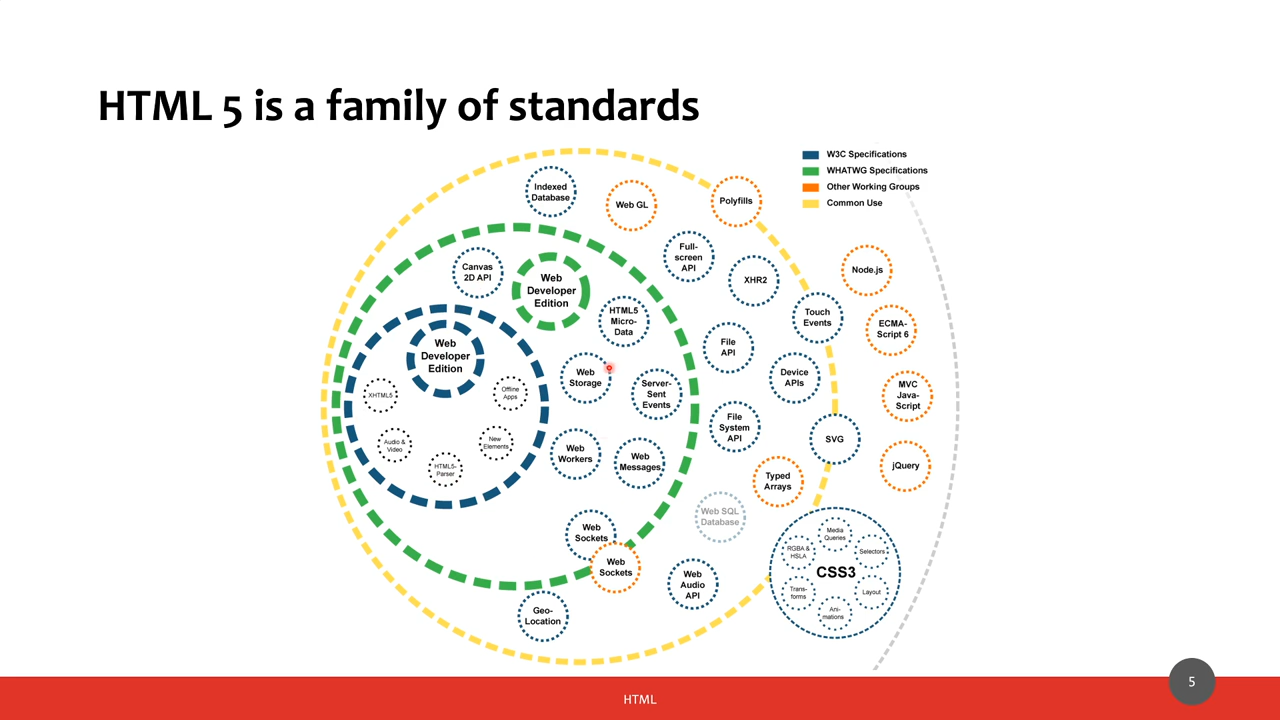 HTML 5 is a family of standards
W3C Specifications
WHATWG Specifications
Other Working Groups
Common Use
Indexed
Database
Web GL
Polyfills
Full-
screen
API
XHR2
Node.js
Canvas
2D API
Web
Developer
Edition
HTML5
Micro-
Data
Touch
Events
ECMA-
Script 6
Web
Developer
Edition
File
API
Web
Storage
Server-
Sent
Events
Device
APIs
MVC
Java-
Script
XHTML5
Offline
Apps
Audio &
Video
New
Elements
HTML5-
Parser
Web
Workers
Web
Messages
File
System
API
SVG
jQuery
Typed
Arrays
Web SQL
Database
Web
Sockets
Web
Sockets
Web
Audio
API
Geo-
Location
Media
Queries
RGBA &
HSLA
Selectors
CSS3
Trans-
forms
Layout
Ani-
mations
HTML
5